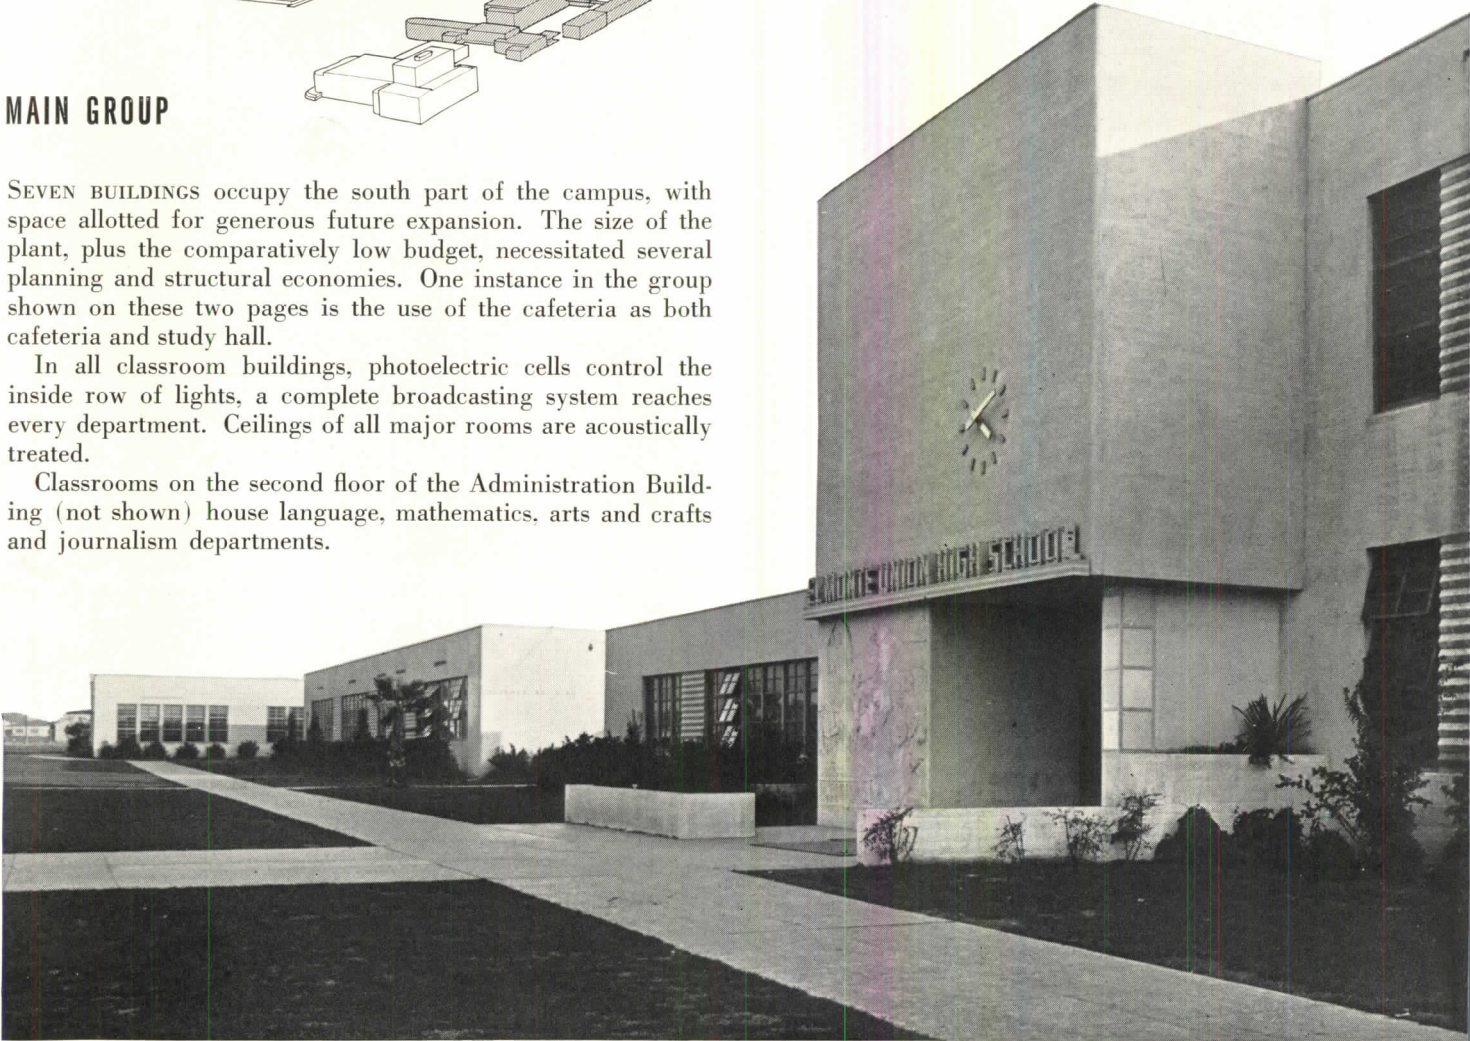 MAIN GROUP
SEVEN BUILDINGS occupy the south part of the campus, with
space allotted for generous future expansion. The size of the
plant, plus the comparatively low budget, necessitated several
planning and structural economies. One instance in the group
shown on these two pages is the use of the cafeteria as both
cafeteria and study hall.
In all classroom buildings, photoelectric cells control the
inside row of lights, a complete broadcasting system reaches
every department. Ceilings of all major rooms are acoustically
treated.
Classrooms on the second floor of the Administration Build-
ing (not shown) house language, mathematics, arts and crafts
and journalism departments.
EL MONTE UNION HIGH SCHOOL